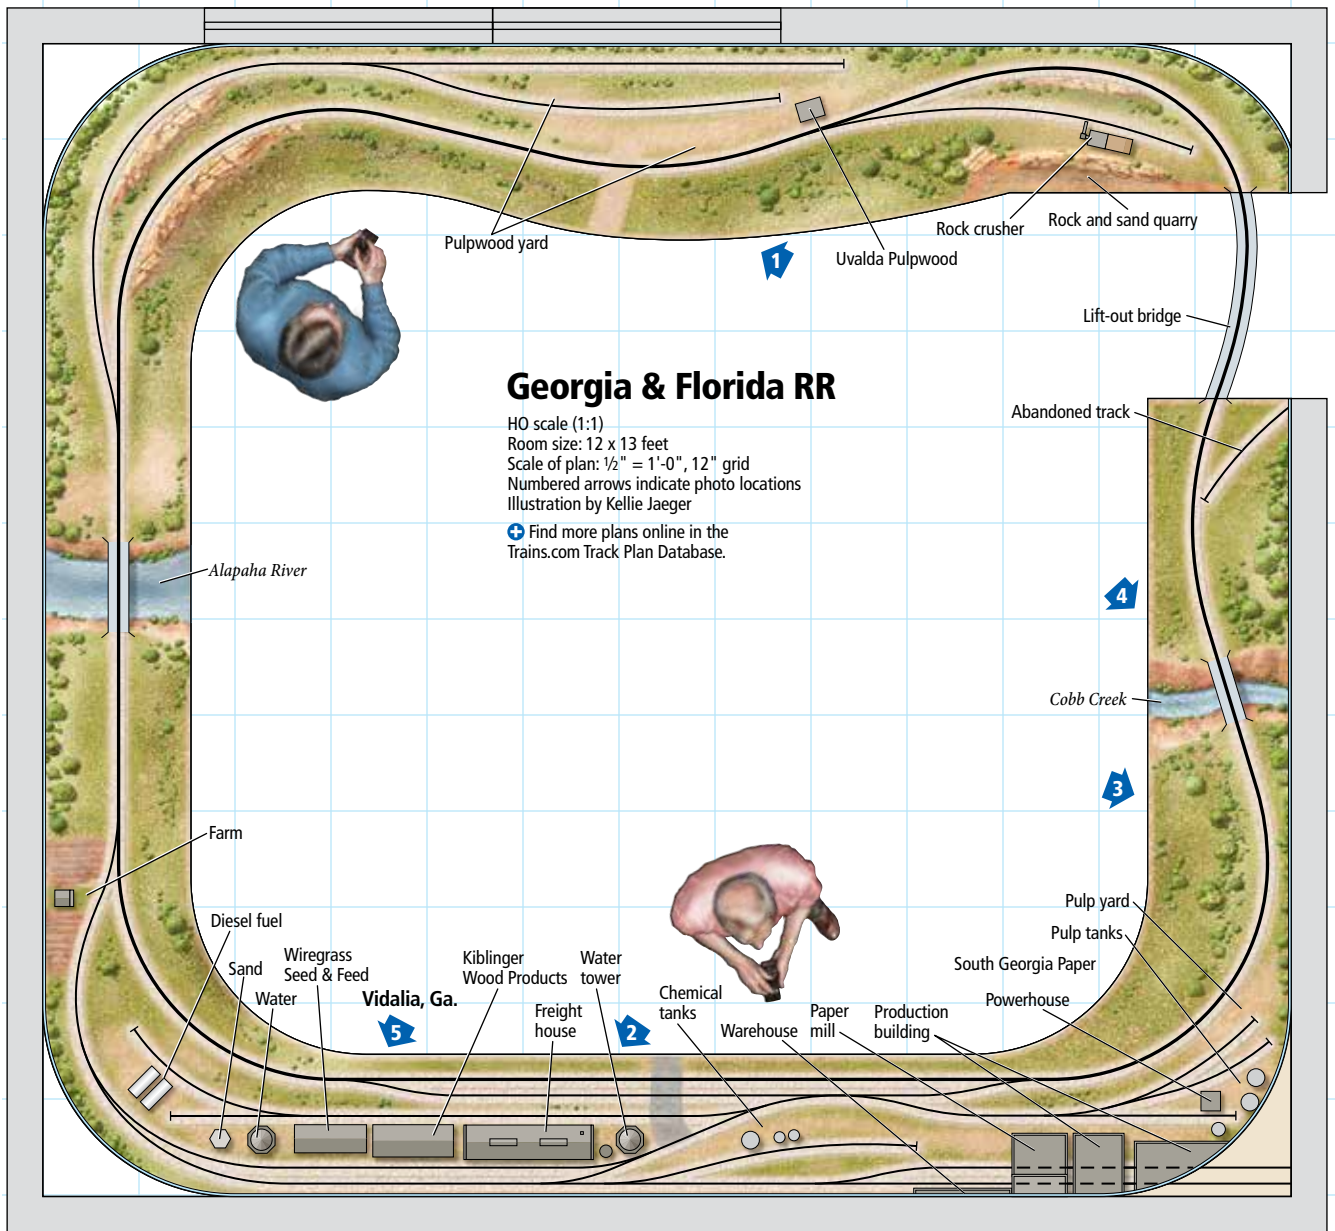 Pulpwood yard
1
Uvalda Pulpwood
Rock crusher
Rock and sand quarry
Lift-out bridge
Georgia & Florida RR
HO scale (1:1)
Room size: 12 x 13 feet
Scale of plan: ½" = 1'-0", 12" grid
Numbered arrows indicate photo locations
Illustration by Kellie Jaeger
Find more plans online in the
Trains.com Track Plan Database.
Abandoned track
Alapaha River
4
Cobb Creek
3
Farm
Diesel fuel
Sand
Water
Wiregrass
Seed & Feed
Vidalia, Ga.
5
Kiblinger
Wood Products
Freight
house
Water
tower
2
Chemical
tanks
Warehouse
Paper
mill
Production
building
Powerhouse
South Georgia Paper
Pulp tanks
Pulp yard